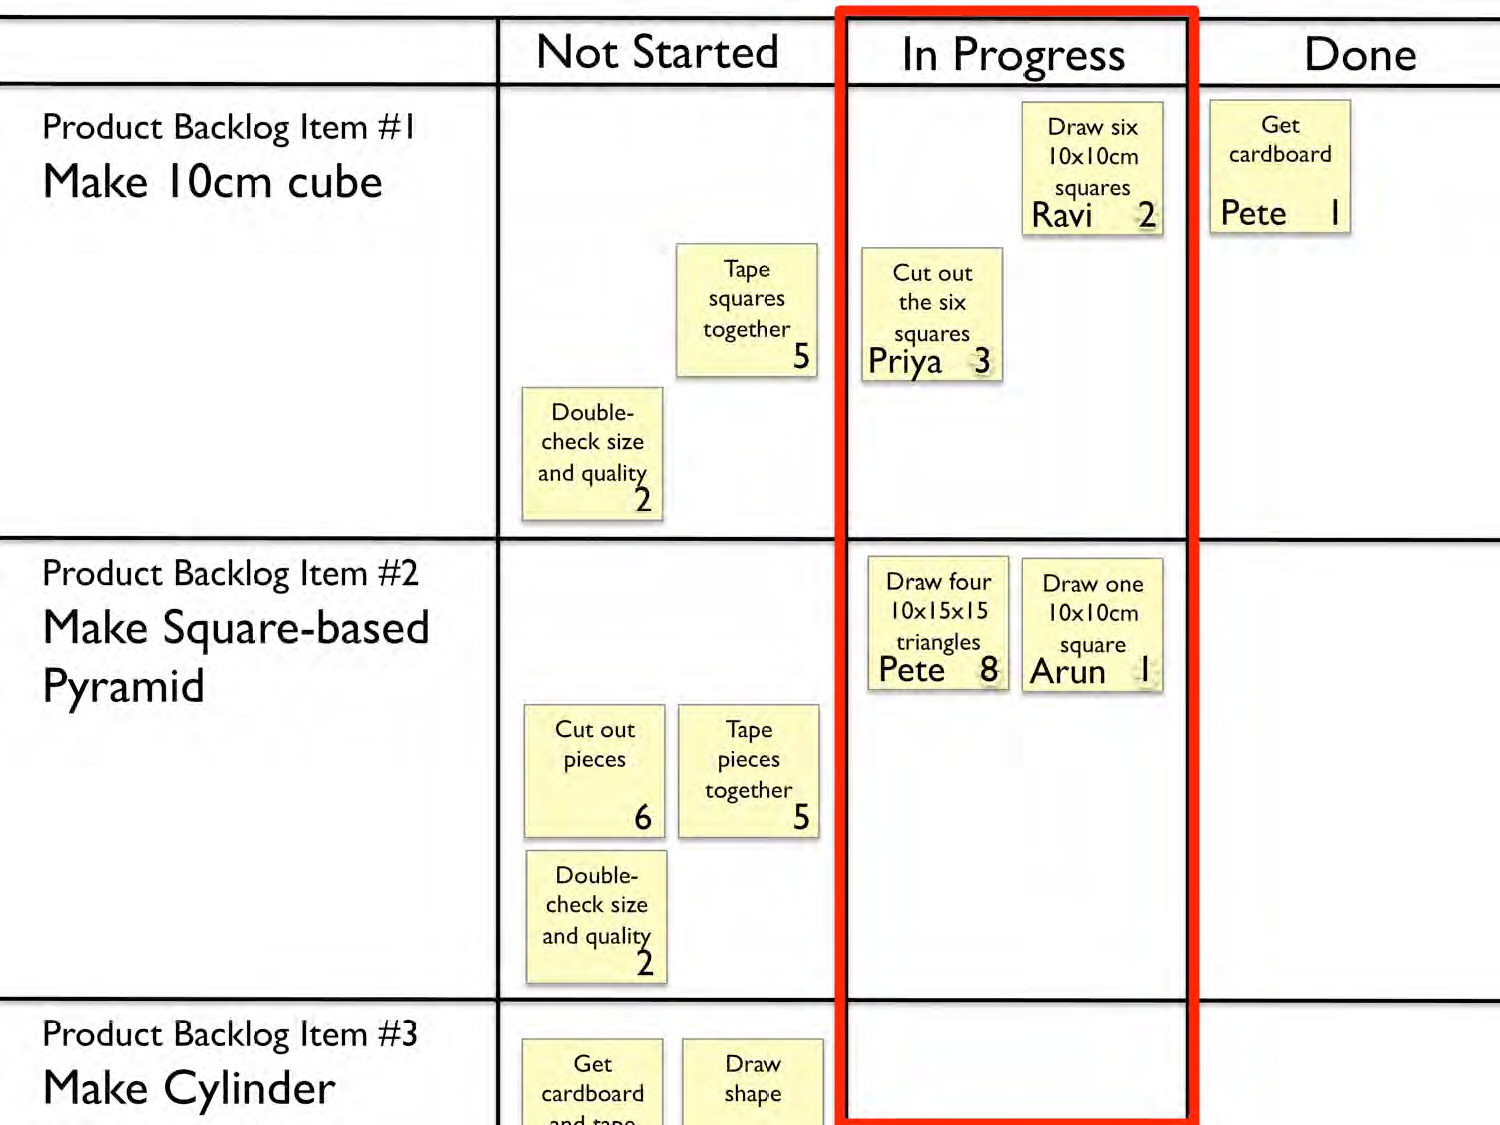 Not Started
In Progress
Done
Product Backlog Item #1
Make 10cm cube
Draw six
10x10cm
squares
Ravi 2
Get
cardboard
Pete 1
Tape
squares
together
5
Cut out
the six
squares
Priya 3
Double-
check size
and quality
2
Product Backlog Item #2
Make Square-based
Pyramid
Draw four
10x15x15
triangles
Pete 8
Draw one
10x10cm
square
Arun 1
Cut out
pieces
6
Tape
pieces
together
5
Double-
check size
and quality
2
Product Backlog Item #3
Make Cylinder
Get
cardboard
and tape
Draw
shape